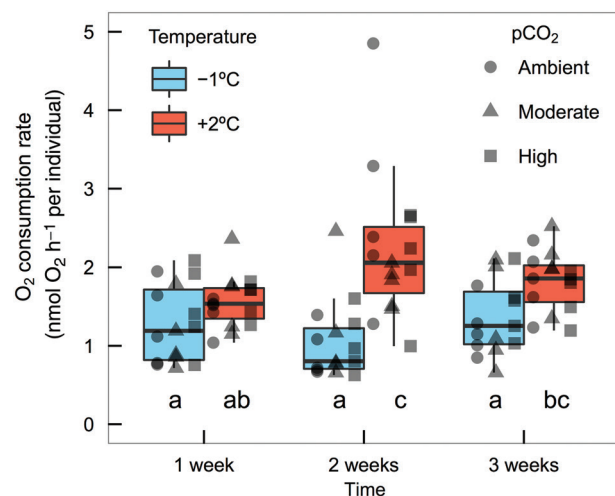 Temperature
−1ºC
+2ºC
pCO₂
Ambient
Moderate
High
O₂ consumption rate
(nmol O₂ h⁻¹ per individual)
5
4
3
2
1
0
a ab a c a bc
1 week 2 weeks 3 weeks
Time